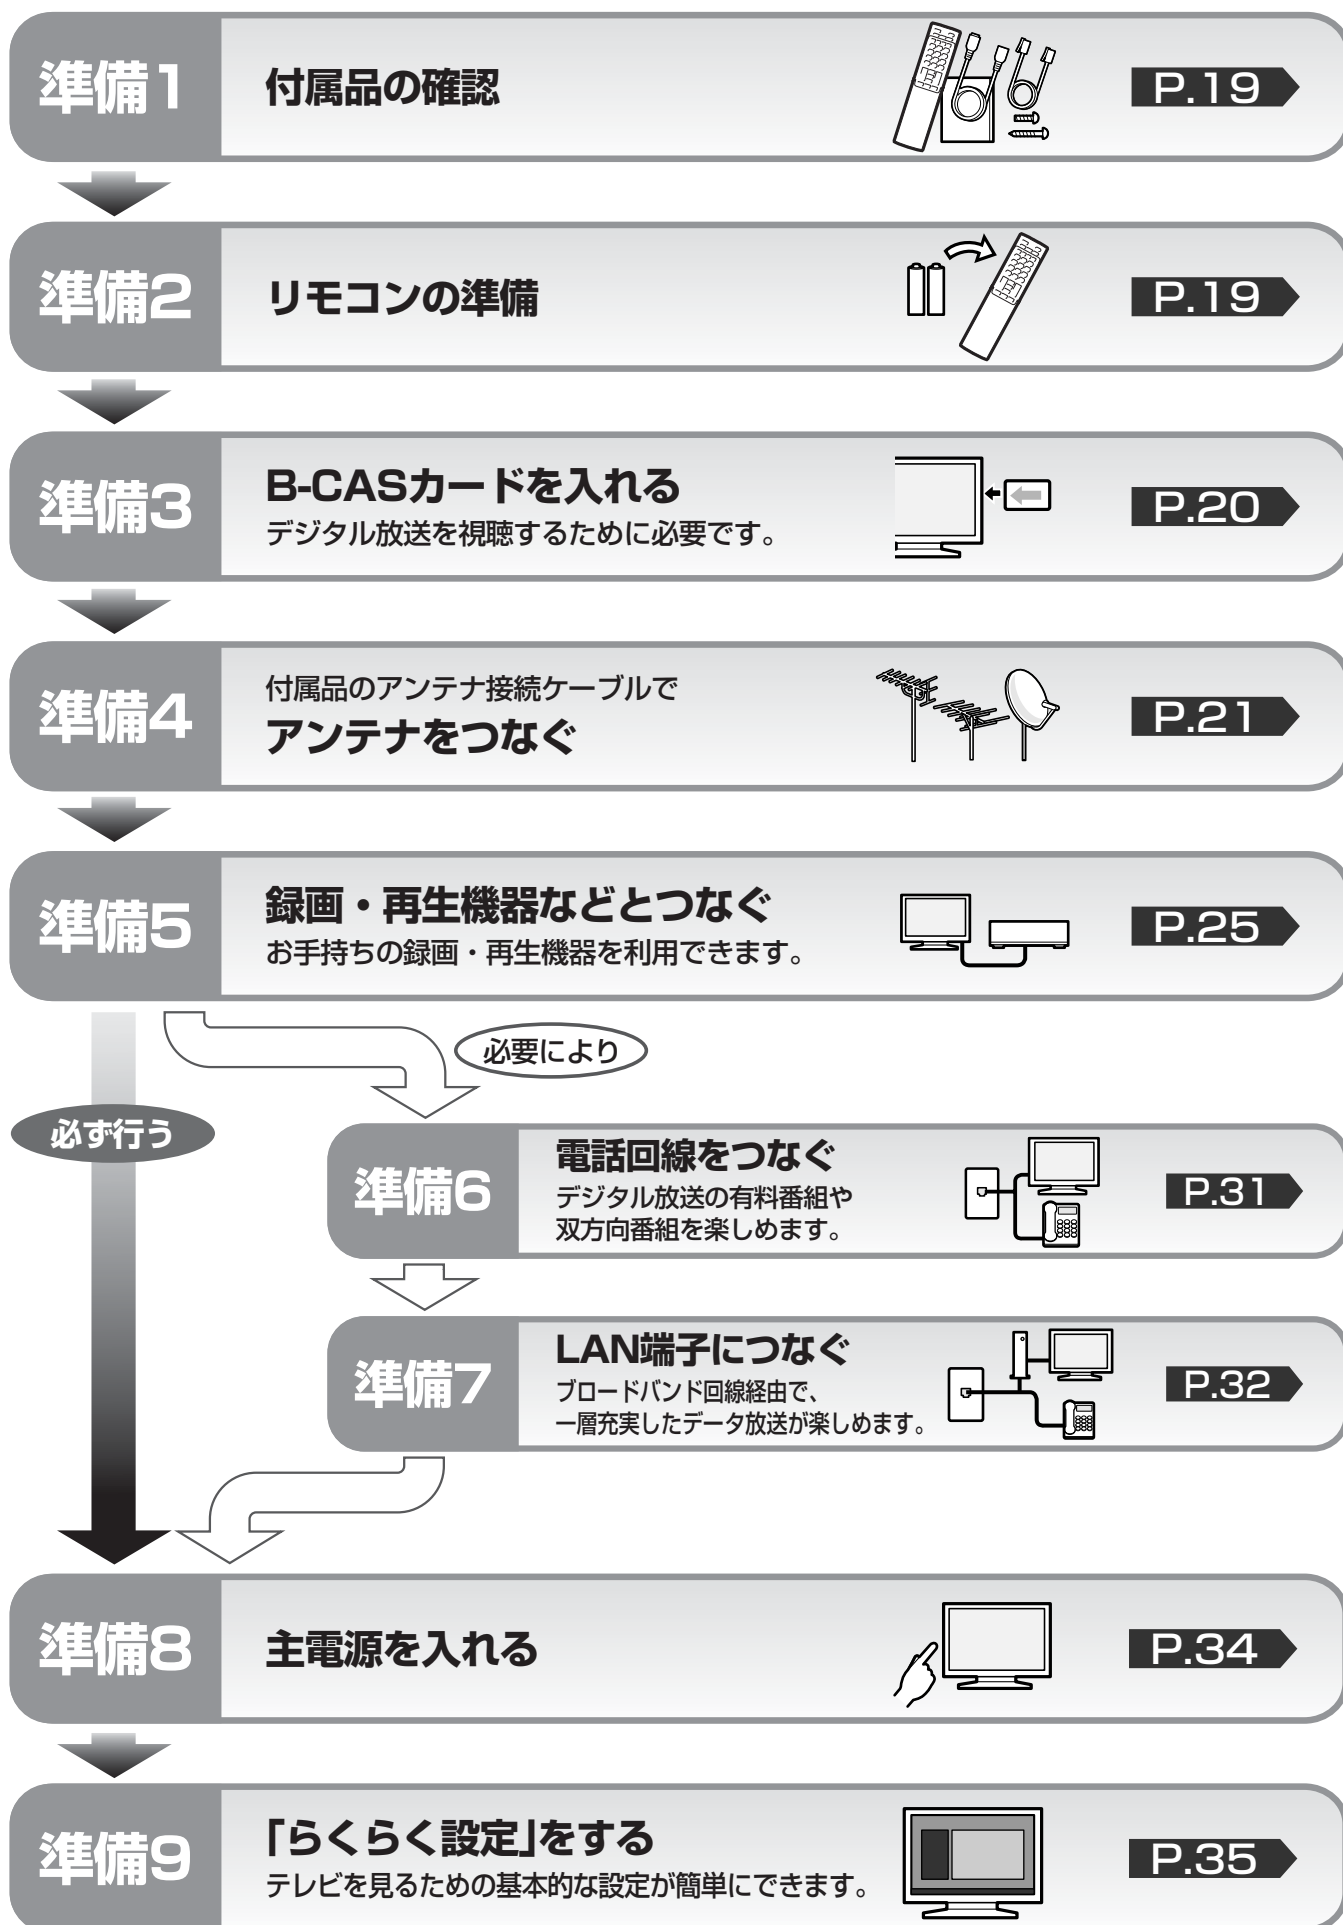 準備1
付属品の確認
P.19
準備2
リモコンの準備
P.19
準備3
B-CASカードを入れる
デジタル放送を視聴するために必要です。
P.20
準備4
付属品のアンテナ接続ケーブルで
アンテナをつなぐ
P.21
準備5
録画・再生機器などとつなぐ
お手持ちの録画・再生機器を利用できます。
P.25
必要により
必ず行う
準備6
電話回線をつなぐ
デジタル放送の有料番組や
双方向番組を楽しめます。
P.31
準備7
LAN端子につなぐ
ブロードバンド回線経由で、
一層充実したデータ放送が楽しめます。
P.32
準備8
主電源を入れる
P.34
準備9
「らくらく設定」をする
テレビを見るための基本的な設定が簡単にできます。
P.35